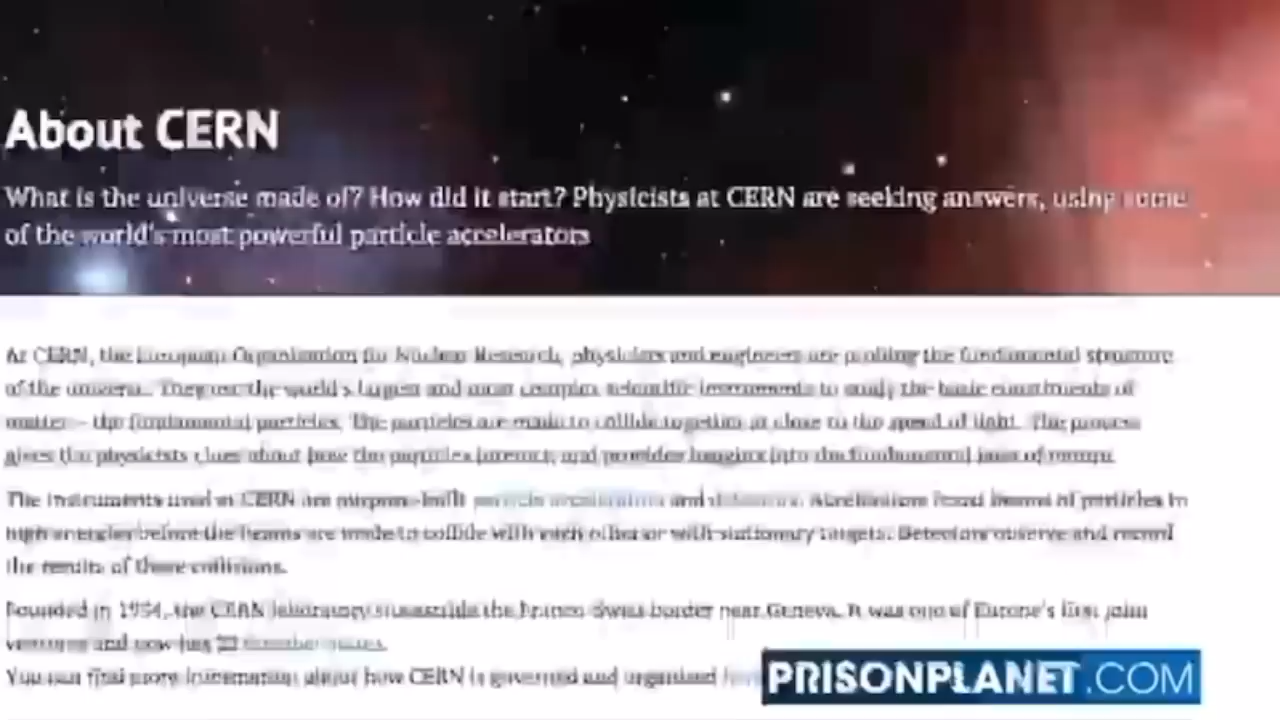 About CERN
What is the universe made of? How did it start? Physicists at CERN are seeking answers, using some
of the world's most powerful particle accelerators
At CERN, the European Organization for Nuclear Research, physicists and engineers are probing the fundamental structure
of the universe. They use the world's largest and most complex scientific instruments to study the basic constituents of
matter – the fundamental particles. The particles are made to collide together at close to the speed of light. The process
gives the physicists clues about how the particles interact, and provides insights into the fundamental laws of nature.
The instruments used at CERN are purpose-built particle accelerators and detectors. Accelerators boost beams of particles to
high energies before the beams are made to collide with each other or with stationary targets. Detectors observe and record
the results of these collisions.
Founded in 1954, the CERN laboratory sits astride the Franco-Swiss border near Geneva. It was one of Europe's first joint
ventures and now has 22 member states.
You can find more information about how CERN is governed and organised
PRISONPLANET.COM